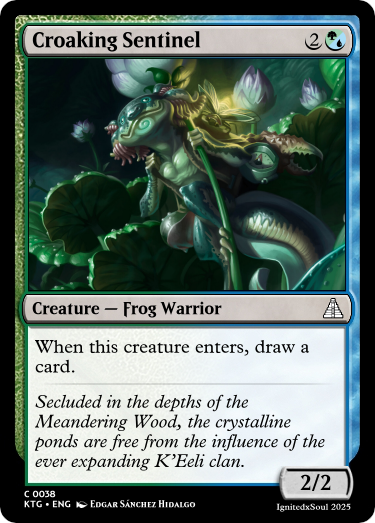 Croaking Sentinel 2
Creature — Frog Warrior
When this creature enters, draw a
card.
Secluded in the depths of the
Meandering Wood, the crystalline
ponds are free from the influence of the
ever expanding K'Eeli clan.
2/2
C 0038
KTG • ENG Edgar Sánchez Hidalgo
IgnitedxSoul 2025